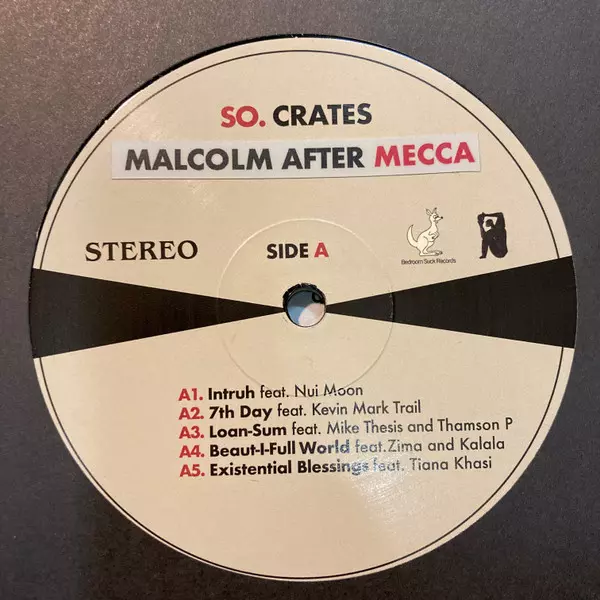 SO. CRATES
MALCOLM AFTER MECCA
STEREO
SIDE A
Bedroom Suck Records
A1. Intruh feat. Nui Moon
A2. 7th Day feat. Kevin Mark Trail
A3. Loan-Sum feat. Mike Thesis and Thamson P
A4. Beaut-I-Full World feat.Zima and Kalala
A5. Existential Blessings feat. Tiana Khasi